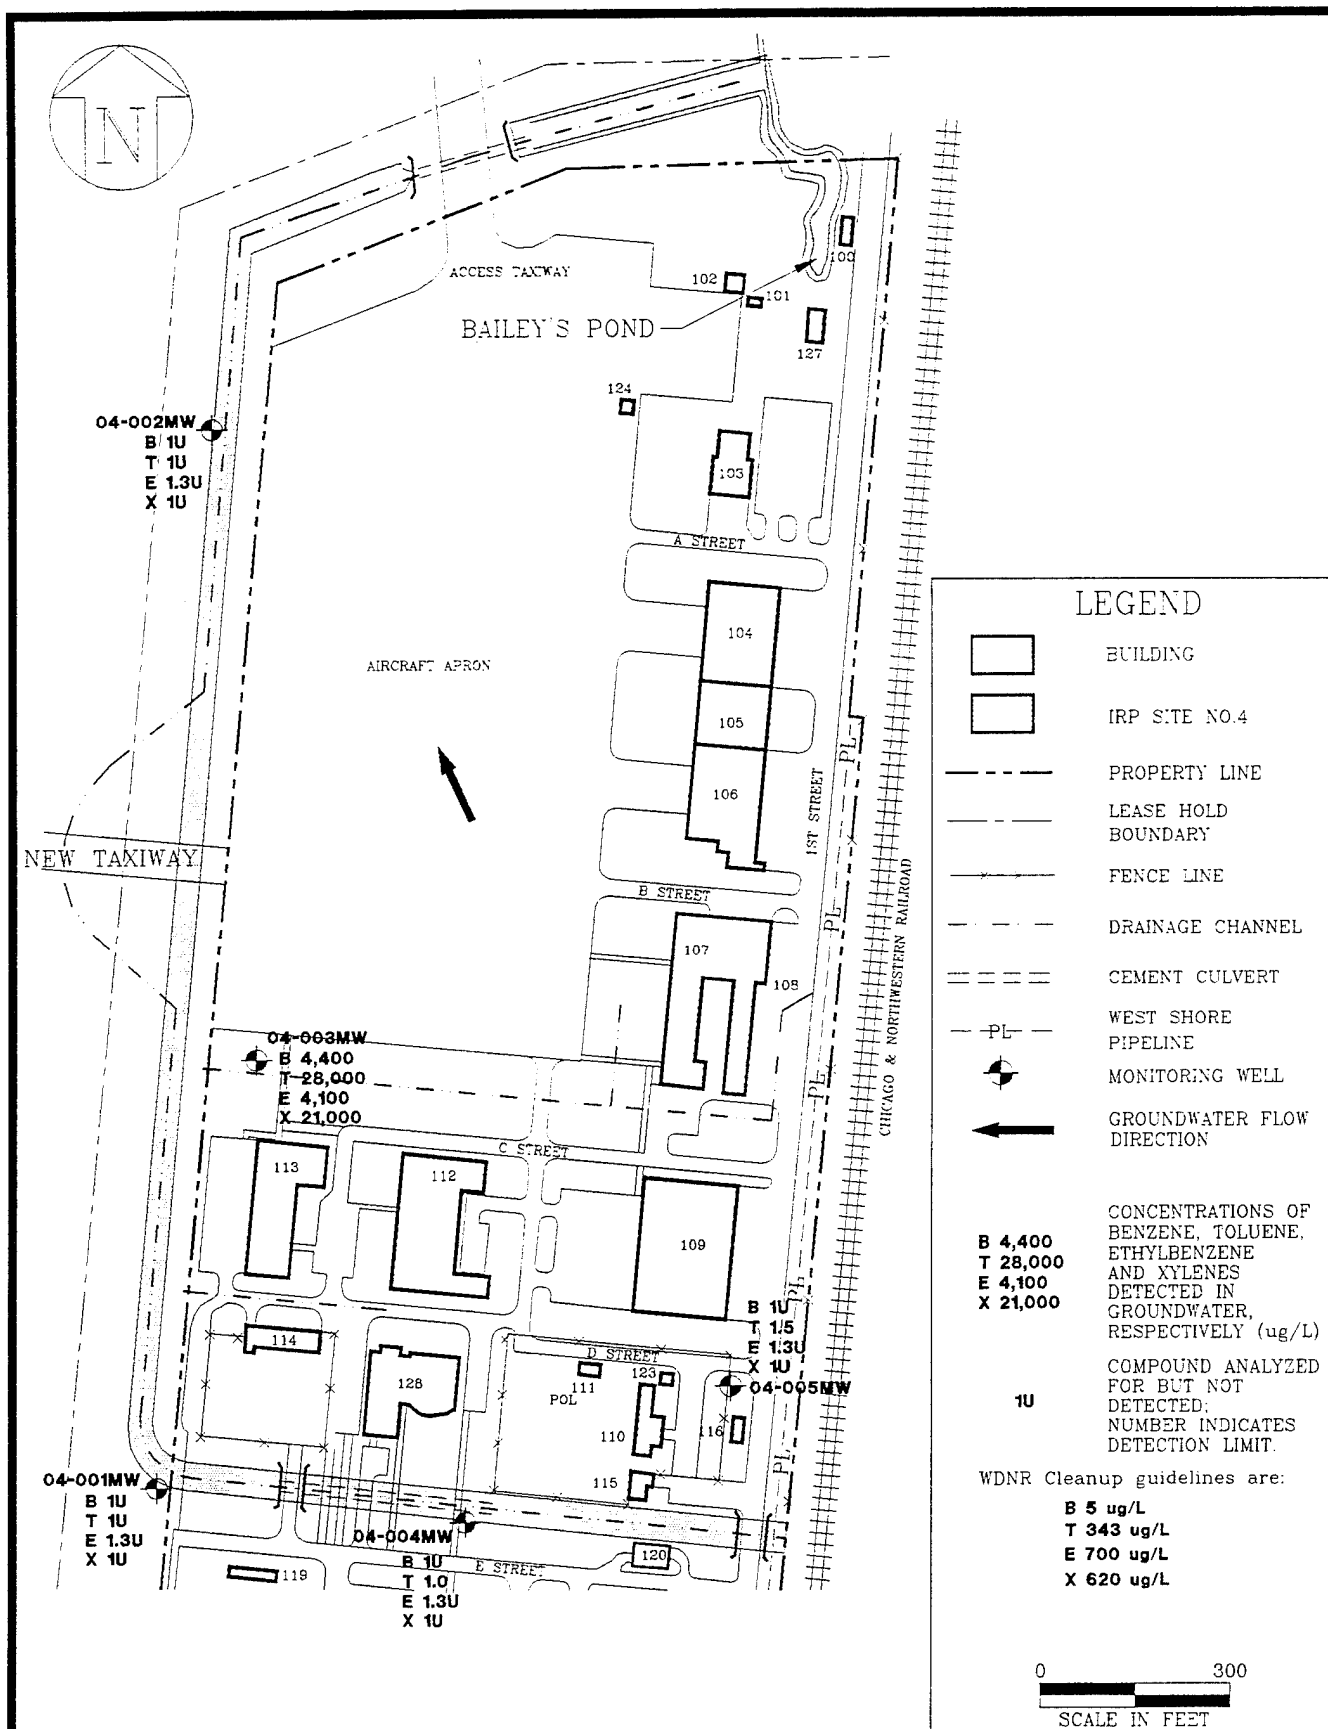 N
ACCESS TAXIWAY
102
101
100
BAILEY'S POND
127
124
04-002MW
B 1U
T 1U
E 1.3U
X 1U
103
A STREET
104
AIRCRAFT APRON
105
106
PL
1ST STREET
NEW TAXIWAY
B STREET
PL
CHICAGO & NORTHWESTERN RAILROAD
107
108
04-003MW
B 4,400
T 28,000
E 4,100
X 21,000
PL
C STREET
113
112
109
PL
B 1U
T 1.5
E 1.3U
X 1U
04-005MW
114
D STREET
128
111
123
POL
110
116
115
PL
04-001MW
B 1U
T 1U
E 1.3U
X 1U
04-004MW
B 1U
T 1.0
E 1.3U
X 1U
E STREET
120
119
LEGEND
BUILDING
IRP SITE NO.4
PROPERTY LINE
LEASE HOLD
BOUNDARY
FENCE LINE
DRAINAGE CHANNEL
CEMENT CULVERT
PL
WEST SHORE
PIPELINE
MONITORING WELL
GROUNDWATER FLOW
DIRECTION
B 4,400
T 28,000
E 4,100
X 21,000
CONCENTRATIONS OF
BENZENE, TOLUENE,
ETHYLBENZENE
AND XYLENES
DETECTED IN
GROUNDWATER,
RESPECTIVELY (ug/L)
1U
COMPOUND ANALYZED
FOR BUT NOT
DETECTED;
NUMBER INDICATES
DETECTION LIMIT.
WDNR Cleanup guidelines are:
B 5 ug/L
T 343 ug/L
E 700 ug/L
X 620 ug/L
0 300
SCALE IN FEET